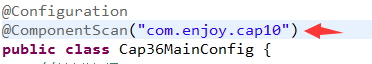 @Configuration
@ComponentScan("com.enjoy.cap10")
public class Cap36MainConfig {